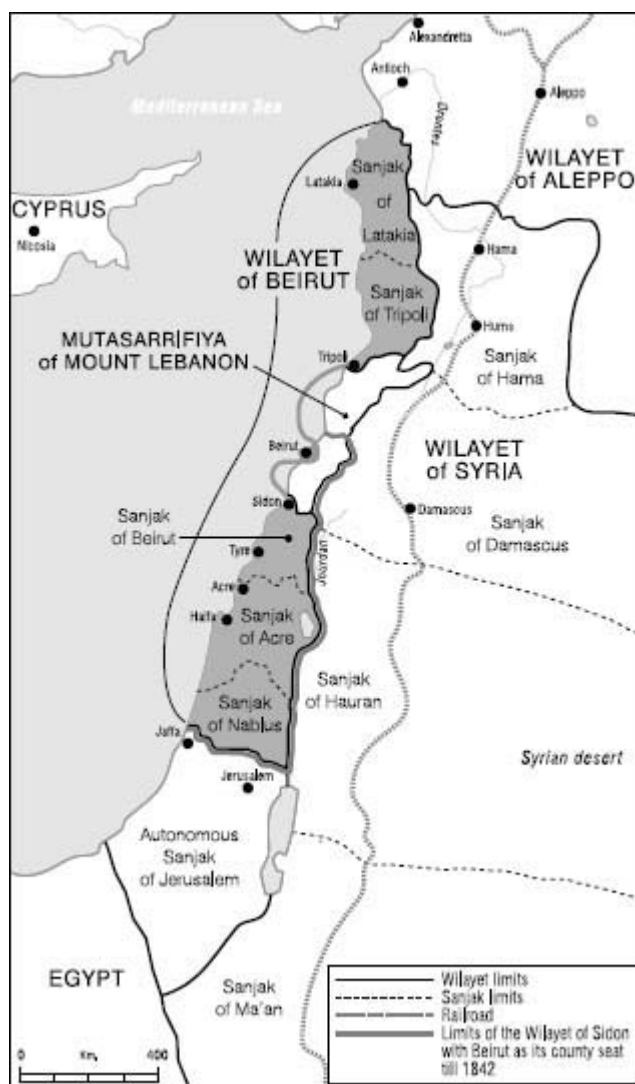 Alexandretta
Antioch
Aleppo
Orontes
Mediterranean Sea
WILAYET
of ALEPPO
Sanjak
of
Latakia
Latakia
CYPRUS
Nicosia
Hama
WILAYET
of BEIRUT
Sanjak
of Tripoli
Homs
MUTASARRIFIYA
of MOUNT LEBANON
Tripoli
Sanjak
of Hama
Beirut
WILAYET
of SYRIA
Sidon
Damascus
Sanjak
of Beirut
Sanjak
of Damascus
Tyre
Jourdan
Acre
Haifa
Sanjak
of Acre
Sanjak
of Hauran
Sanjak
of Nablus
Jaffa
Syrian desert
Jerusalem
Autonomous
Sanjak
of Jerusalem
EGYPT
Sanjak
of Ma'an
Wilayet limits
Sanjak limits
Railroad
Limits of the Wilayet of Sidon
with Beirut as its county seat
till 1842
0 Km. 400